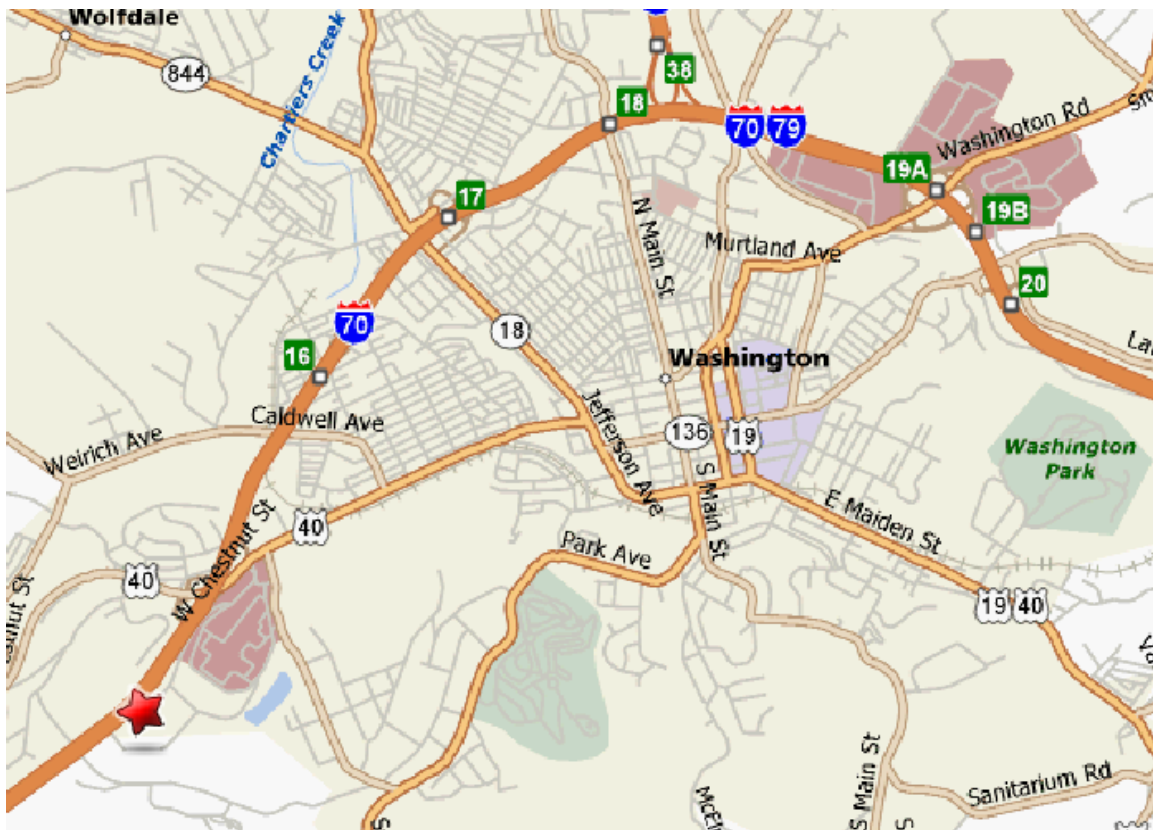 Wolfdale
844
Chartiers Creek
38
18
70
79
Washington Rd
19A
17
19B
N Main St
Murtland Ave
20
70
18
16
Washington
Caldwell Ave
Jefferson Ave
136
19
Weirich Ave
Washington
Park
S Main St
E Maiden St
W Chestnut St
40
Park Ave
40
19
40
S Main St
Sanitarium Rd